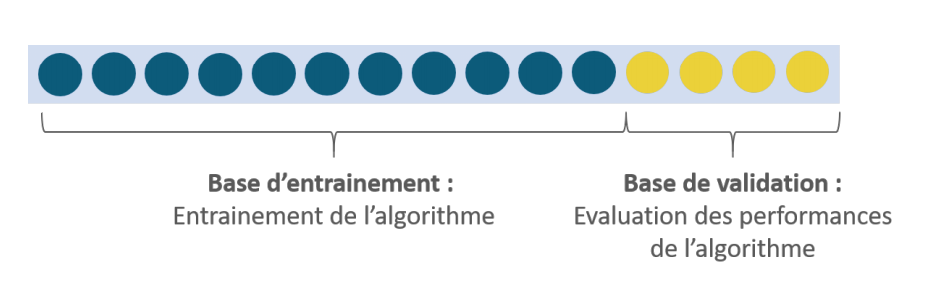 Base d'entrainement :
Entrainement de l'algorithme
Base de validation :
Evaluation des performances
de l'algorithme